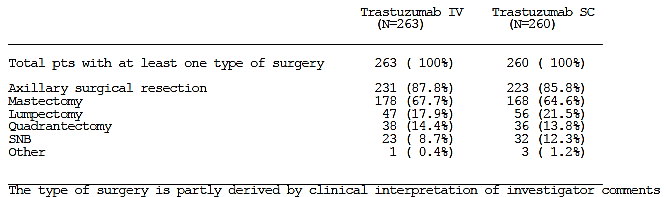 Trastuzumab IV Trastuzumab SC
(N=263) (N=260)
Total pts with at least one type of surgery 263 ( 100%) 260 ( 100%)
Axillary surgical resection 231 (87.8%) 223 (85.8%)
Mastectomy 178 (67.7%) 168 (64.6%)
Lumpectomy 47 (17.9%) 56 (21.5%)
Quadrantectomy 38 (14.4%) 36 (13.8%)
SNB 23 ( 8.7%) 32 (12.3%)
Other 1 ( 0.4%) 3 ( 1.2%)
The type of surgery is partly derived by clinical interpretation of investigator comments